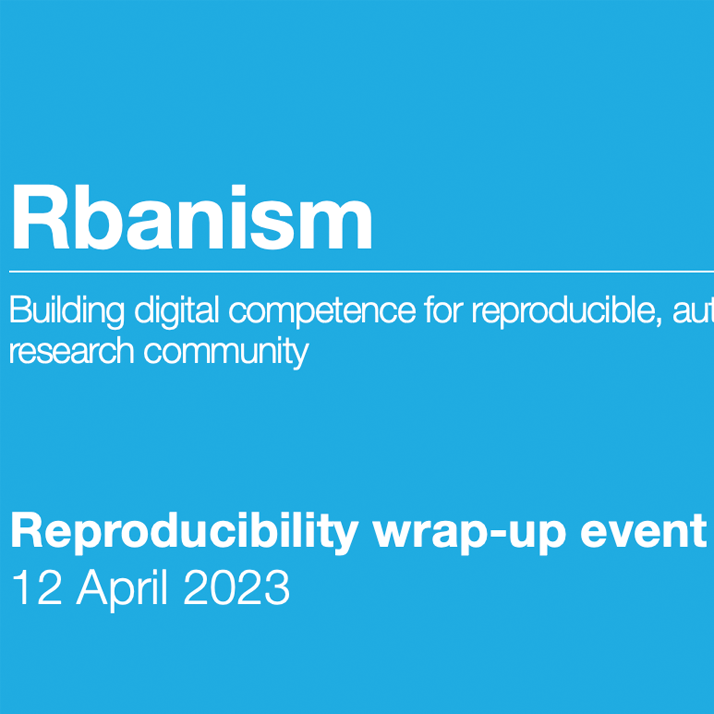 Rbanism
Building digital competence for reproducible, aut
research community
Reproducibility wrap-up event
12 April 2023